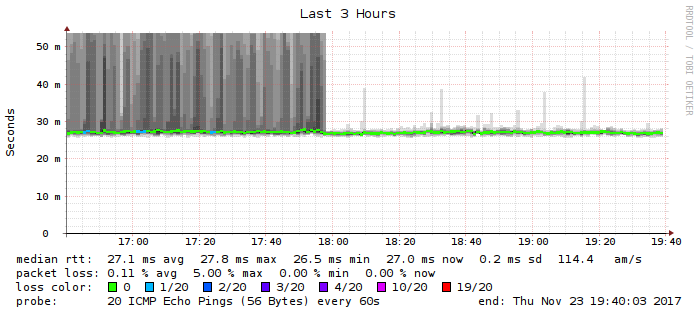 Last 3 Hours
RRDTOOL / TOBI OETIKER
Seconds
50 m
40 m
30 m
20 m
10 m
0
17:00 17:20 17:40 18:00 18:20 18:40 19:00 19:20 19:40
median rtt: 27.1 ms avg 27.8 ms max 26.5 ms min 27.0 ms now 0.2 ms sd 114.4 am/s
packet loss: 0.11 % avg 5.00 % max 0.00 % min 0.00 % now
loss color: 0 1/20 2/20 3/20 4/20 10/20 19/20
probe: 20 ICMP Echo Pings (56 Bytes) every 60s end: Thu Nov 23 19:40:03 2017